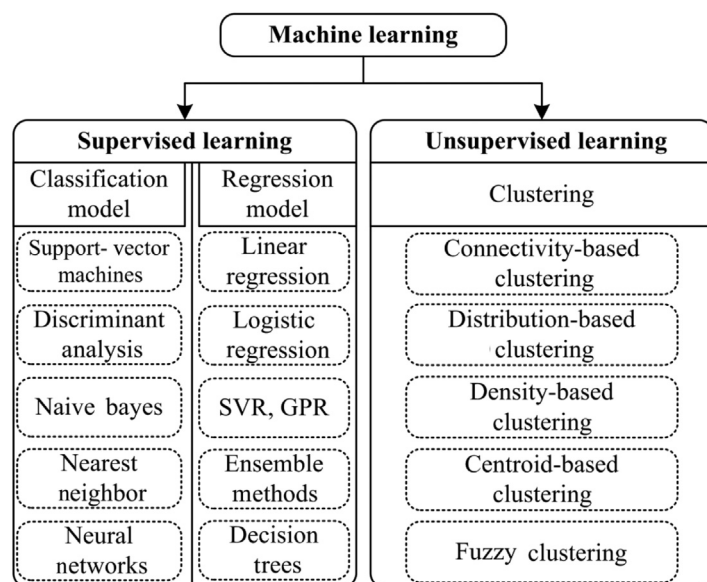 Machine learning
Supervised learning
Classification
model
Support- vector
machines
Discriminant
analysis
Naive bayes
Nearest
neighbor
Neural
networks
Regression
model
Linear
regression
Logistic
regression
SVR, GPR
Ensemble
methods
Decision
trees
Unsupervised learning
Clustering
Connectivity-based
clustering
Distribution-based
clustering
Density-based
clustering
Centroid-based
clustering
Fuzzy clustering